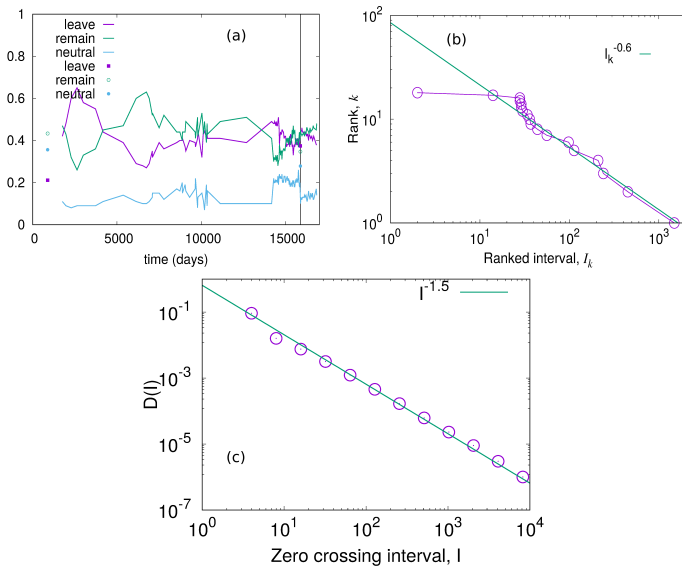 1
0.8
0.6
0.4
0.2
0
0 5000 10000 15000
leave
remain
neutral
leave
remain
neutral
(a)
time (days)
10^2
10^1
10^0
10^0 10^1 10^2 10^3
(b)
I_k^-0.6
Rank, k
Ranked interval, I_k
10^-1
10^-3
10^-5
10^-7
10^0 10^1 10^2 10^3 10^4
I^-1.5
D(I)
(c)
Zero crossing interval, I